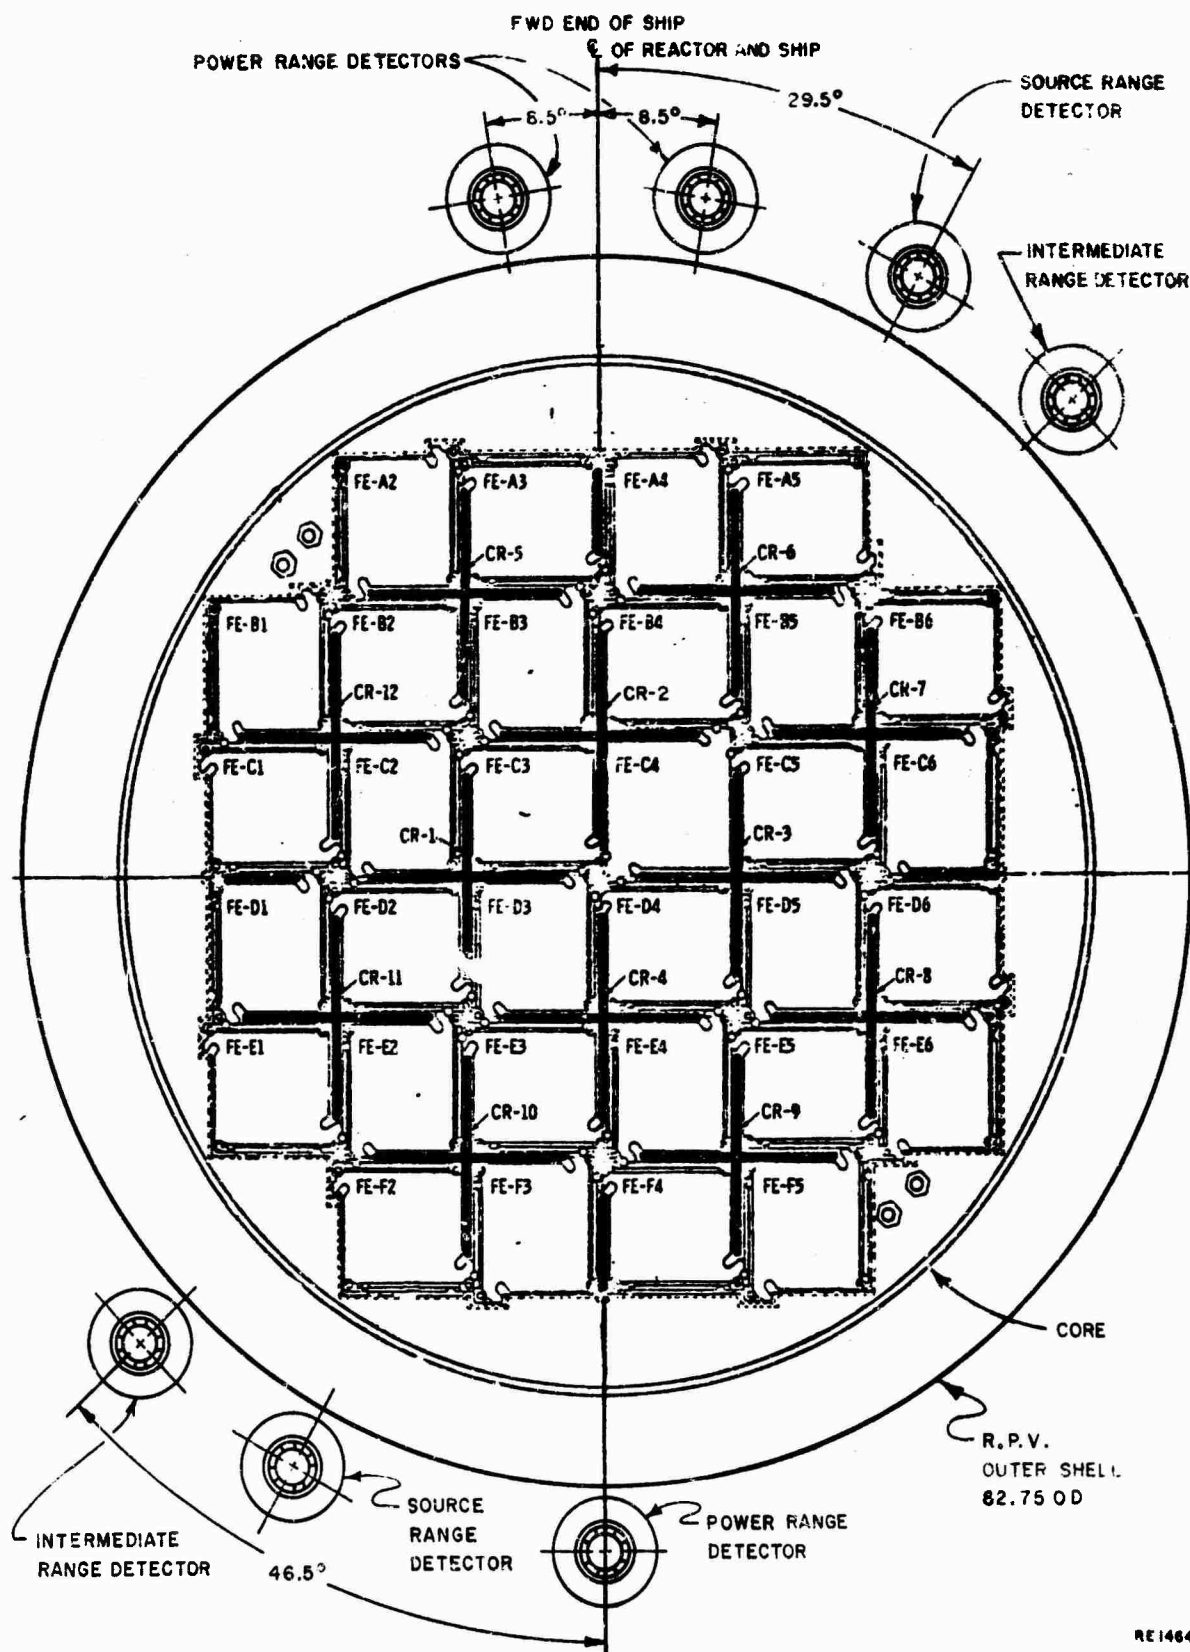 FWD END OF SHIP
℄ OF REACTOR AND SHIP
POWER RANGE DETECTORS
29.5°
SOURCE RANGE
DETECTOR
8.5°
8.5°
INTERMEDIATE
RANGE DETECTOR
FE-A2
FE-A3
FE-A4
FE-A5
CR-5
CR-6
FE-B1
FE-B2
FE-B3
FE-B4
FE-B5
FE-B6
CR-12
CR-2
CR-7
FE-C1
FE-C2
FE-C3
FE-C4
FE-C5
FE-C6
CR-1
CR-3
FE-D1
FE-D2
FE-D3
FE-D4
FE-D5
FE-D6
CR-11
CR-4
CR-8
FE-E1
FE-E2
FE-E3
FE-E4
FE-E5
FE-E6
CR-10
CR-9
FE-F2
FE-F3
FE-F4
FE-F5
CORE
R.P.V.
OUTER SHELL
82.75 OD
SOURCE
RANGE
DETECTOR
POWER RANGE
DETECTOR
INTERMEDIATE
RANGE DETECTOR
46.5°
RE1464